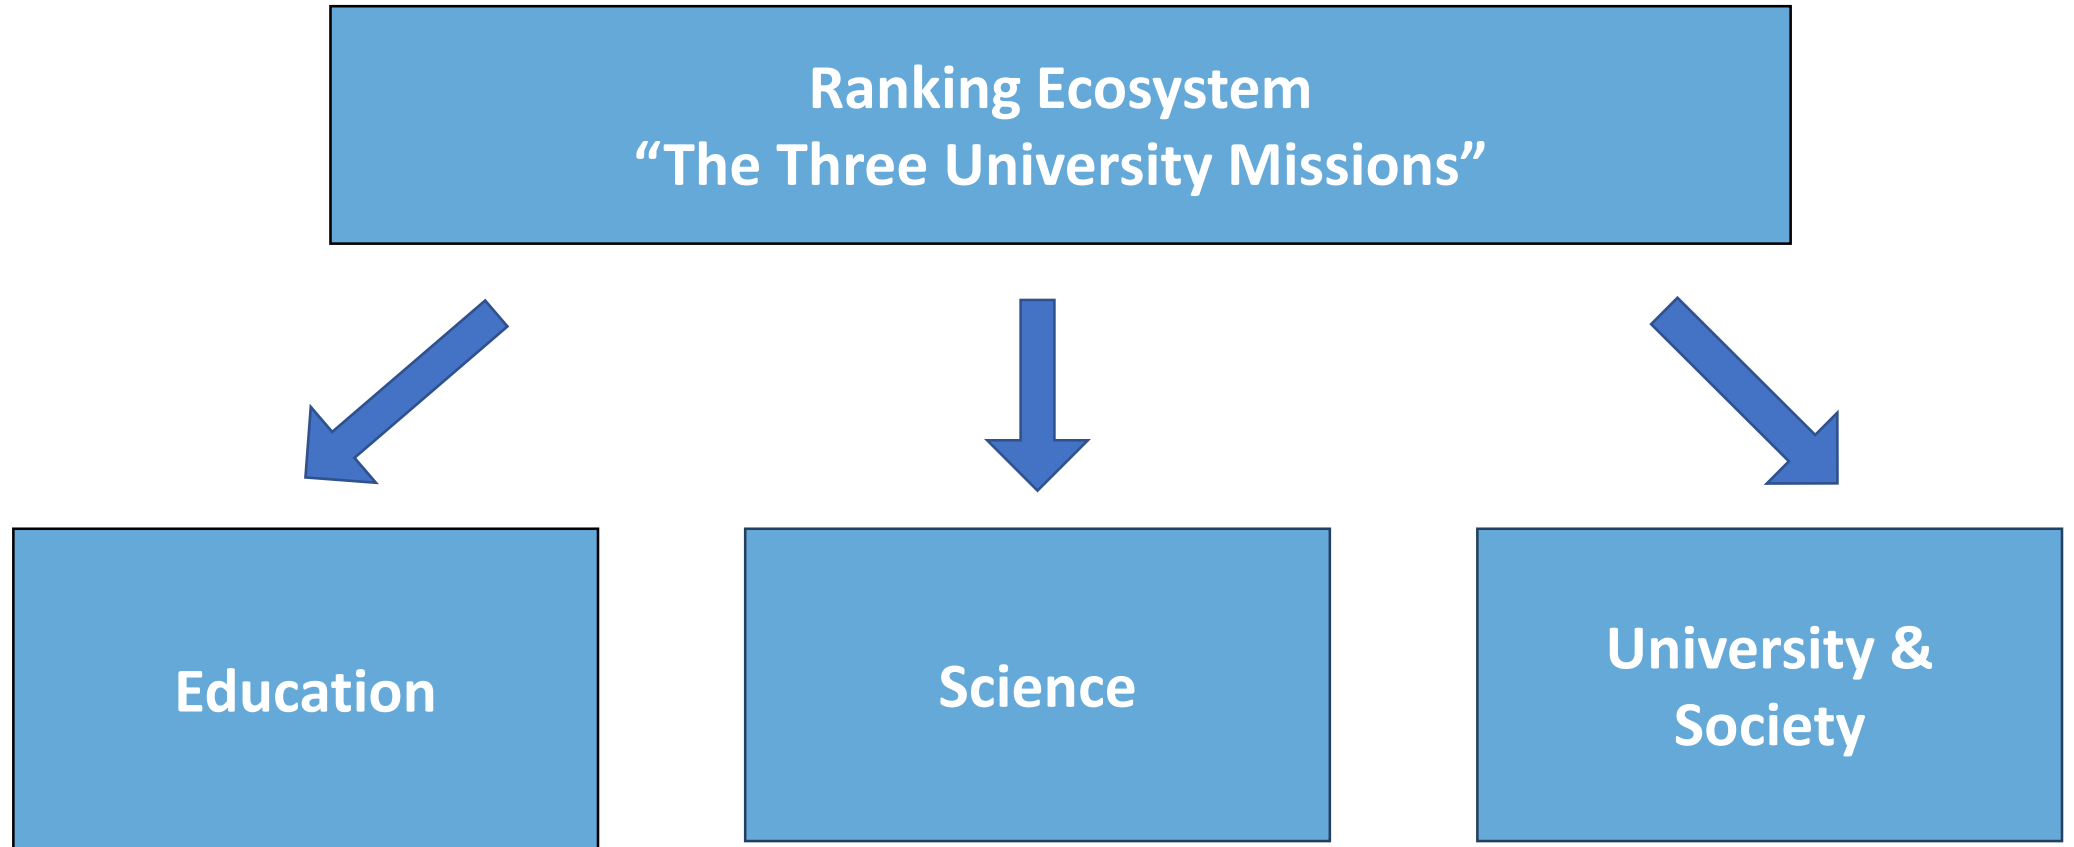 Ranking Ecosystem
“The Three University Missions”
Education
Science
University &
Society